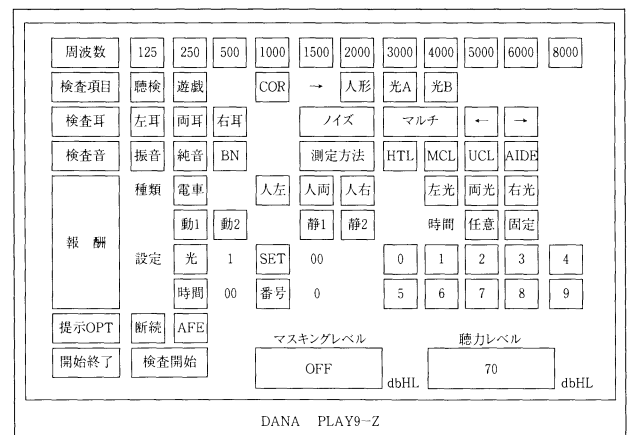 周波数 125 250 500 1000 1500 2000 3000 4000 5000 6000 8000
検査項目 聴検 遊戯 COR → 人形 光A 光B
検査耳 左耳 両耳 右耳 ノイズ マルチ ← →
検査音 振音 純音 BN 測定方法 HTL MCL UCL AIDE
報酬 種類 電車 人左 人両 人右 左光 両光 右光
動1 動2 静1 静2 時間 任意 固定
設定 光 1 SET 00 0 1 2 3 4
時間 00 番号 0 5 6 7 8 9
提示OPT 断続 AFE
マスキングレベル 聴力レベル
開始終了 検査開始 OFF dbHL 70 dbHL
DANA PLAY9-Z